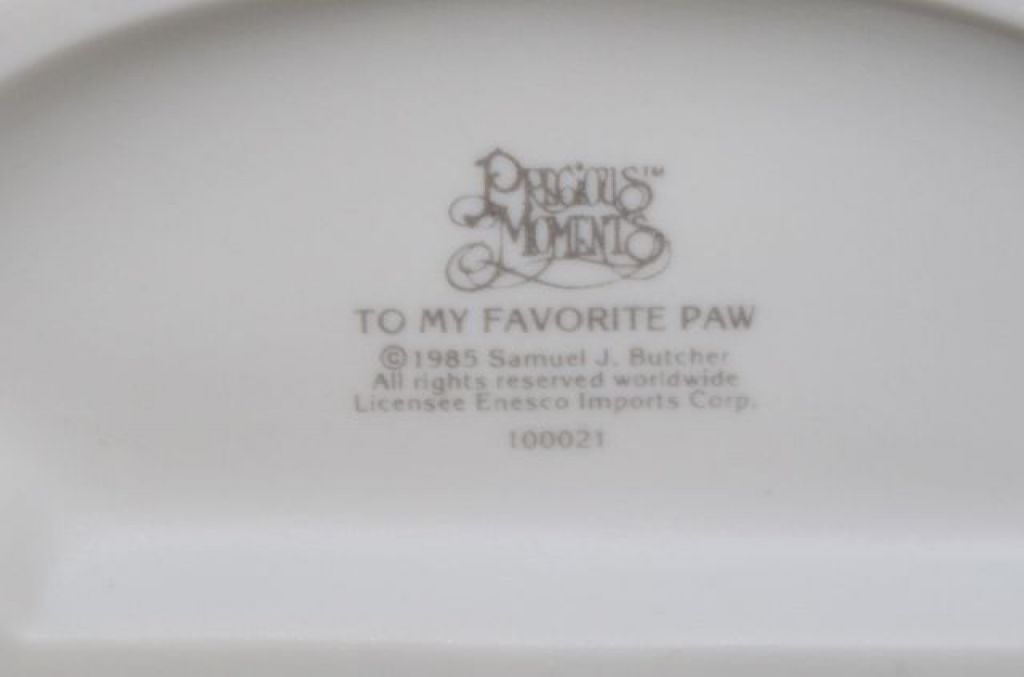 PRECIOUS™
MOMENTS
TO MY FAVORITE PAW
©1985 Samuel J. Butcher
All rights reserved worldwide
Licensee Enesco Imports Corp.
100021